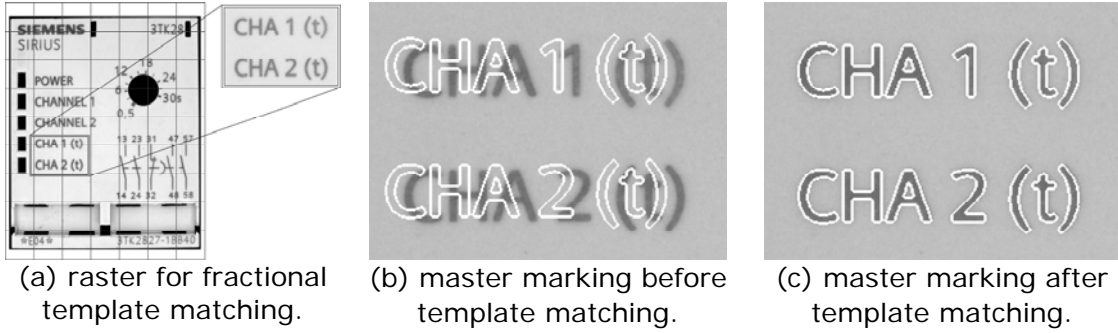 SIEMENS 3TK28
SIRIUS
CHA 1 (t)
CHA 2 (t)
18
12 24
6 30s
0,5
POWER
CHANNEL 1
CHANNEL 2
CHA 1 (t)
CHA 2 (t)
13 23 31 47 57
14 24 32 48 58
*E04* 3TK2827-1BB40
CHA 1 (t)
CHA 2 (t)
CHA 1 (t)
CHA 2 (t)
(a) raster for fractional
template matching.
(b) master marking before
template matching.
(c) master marking after
template matching.